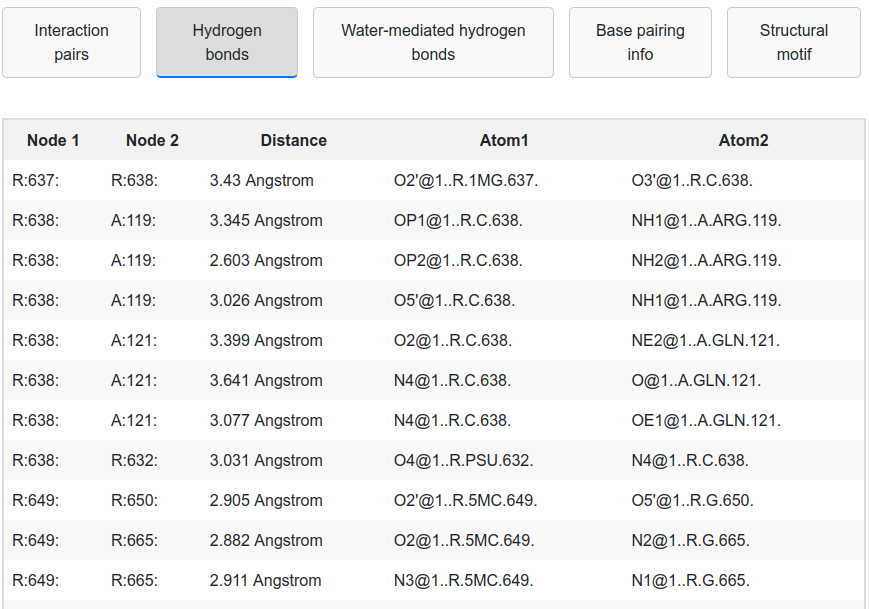 Interaction pairs
Hydrogen bonds
Water-mediated hydrogen bonds
Base pairing info
Structural motif
Node 1 Node 2 Distance Atom1 Atom2
R:637: R:638: 3.43 Angstrom O2'@1..R.1MG.637. O3'@1..R.C.638.
R:638: A:119: 3.345 Angstrom OP1@1..R.C.638. NH1@1..A.ARG.119.
R:638: A:119: 2.603 Angstrom OP2@1..R.C.638. NH2@1..A.ARG.119.
R:638: A:119: 3.026 Angstrom O5'@1..R.C.638. NH1@1..A.ARG.119.
R:638: A:121: 3.399 Angstrom O2@1..R.C.638. NE2@1..A.GLN.121.
R:638: A:121: 3.641 Angstrom N4@1..R.C.638. O@1..A.GLN.121.
R:638: A:121: 3.077 Angstrom N4@1..R.C.638. OE1@1..A.GLN.121.
R:638: R:632: 3.031 Angstrom O4@1..R.PSU.632. N4@1..R.C.638.
R:649: R:650: 2.905 Angstrom O2'@1..R.5MC.649. O5'@1..R.G.650.
R:649: R:665: 2.882 Angstrom O2@1..R.5MC.649. N2@1..R.G.665.
R:649: R:665: 2.911 Angstrom N3@1..R.5MC.649. N1@1..R.G.665.